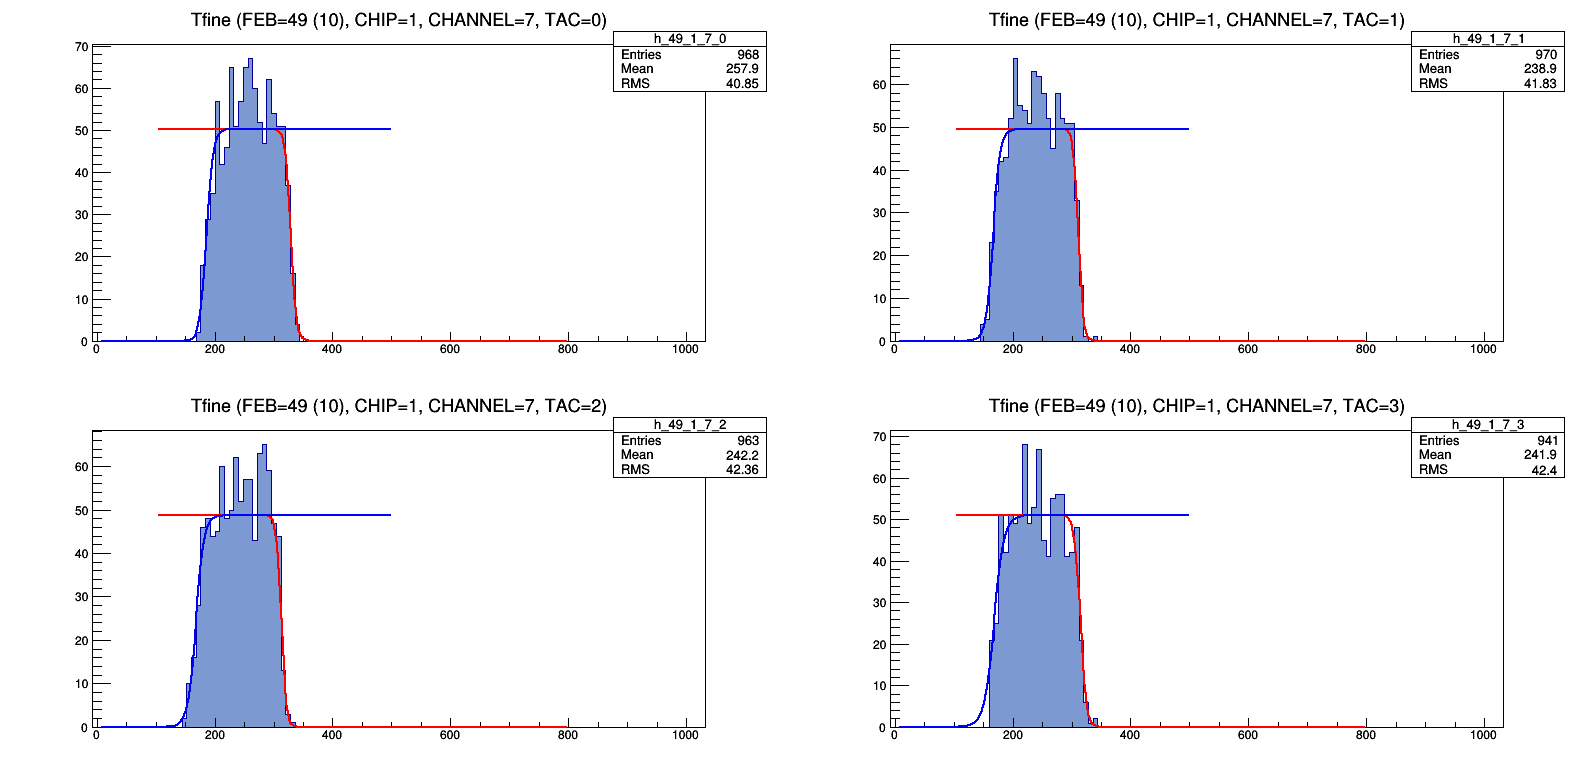 Tfine (FEB=49 (10), CHIP=1, CHANNEL=7, TAC=0)
h_49_1_7_0
Entries 968
Mean 257.9
RMS 40.85
70
60
50
40
30
20
10
0
0 200 400 600 800 1000
Tfine (FEB=49 (10), CHIP=1, CHANNEL=7, TAC=1)
h_49_1_7_1
Entries 970
Mean 238.9
RMS 41.83
60
50
40
30
20
10
0
0 200 400 600 800 1000
Tfine (FEB=49 (10), CHIP=1, CHANNEL=7, TAC=2)
h_49_1_7_2
Entries 963
Mean 242.2
RMS 42.36
60
50
40
30
20
10
0
0 200 400 600 800 1000
Tfine (FEB=49 (10), CHIP=1, CHANNEL=7, TAC=3)
h_49_1_7_3
Entries 941
Mean 241.9
RMS 42.4
70
60
50
40
30
20
10
0
0 200 400 600 800 1000